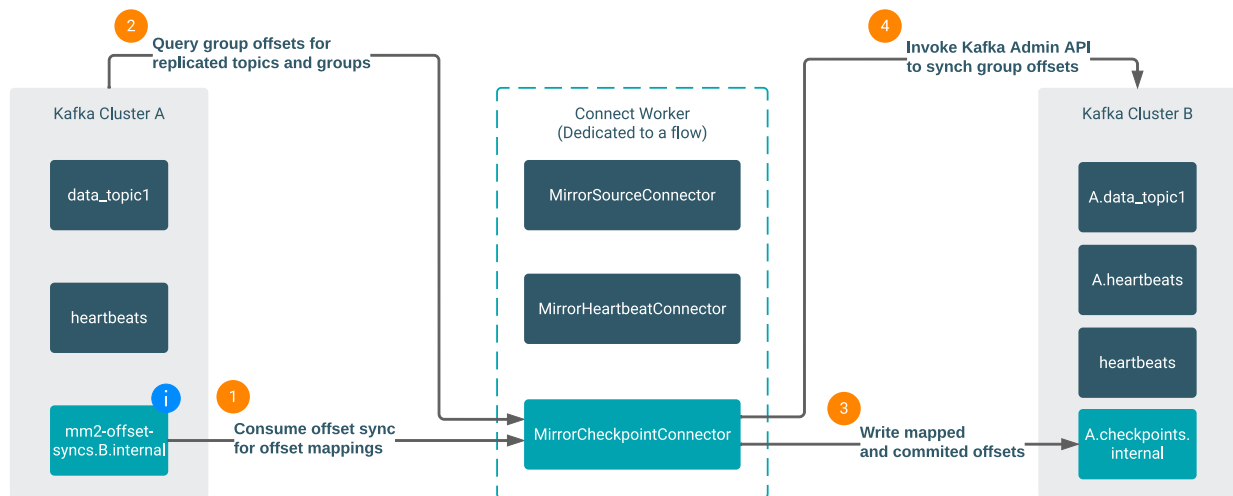 2
Query group offsets for
replicated topics and groups
4
Invoke Kafka Admin API
to synch group offsets
Kafka Cluster A
data_topic1
heartbeats
i
mm2-offset-
syncs.B.internal
1
Consume offset sync
for offset mappings
Connect Worker
(Dedicated to a flow)
MirrorSourceConnector
MirrorHeartbeatConnector
MirrorCheckpointConnector
3
Write mapped
and commited offsets
Kafka Cluster B
A.data_topic1
A.heartbeats
heartbeats
A.checkpoints.
internal